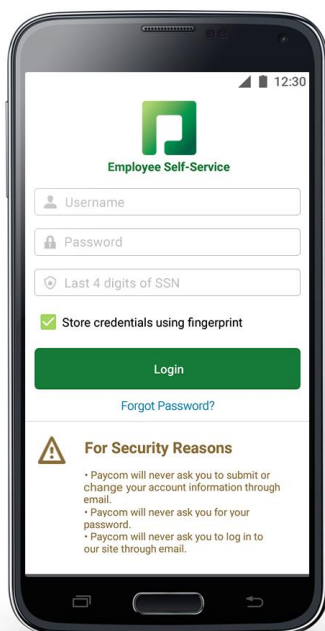 12:30
Employee Self-Service
Username
Password
Last 4 digits of SSN
Store credentials using fingerprint
Login
Forgot Password?
For Security Reasons
• Paycom will never ask you to submit or
change your account information through
email.
• Paycom will never ask you for your
password.
• Paycom will never ask you to log in to
our site through email.